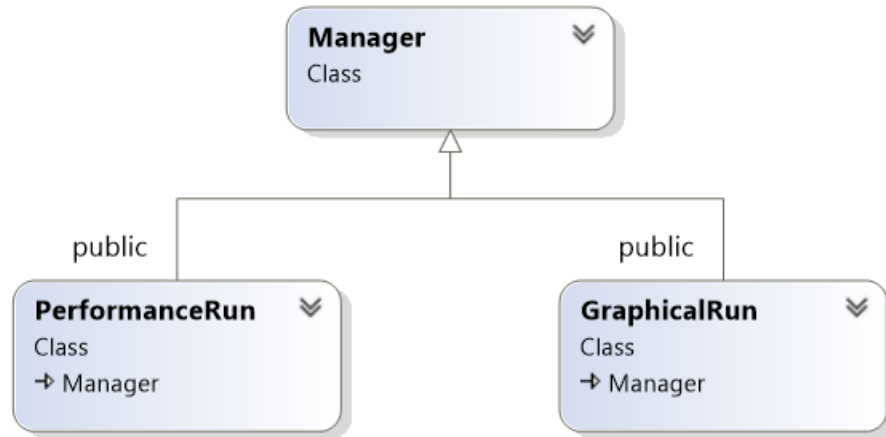 Manager
Class
public
public
PerformanceRun
Class
Manager
GraphicalRun
Class
Manager